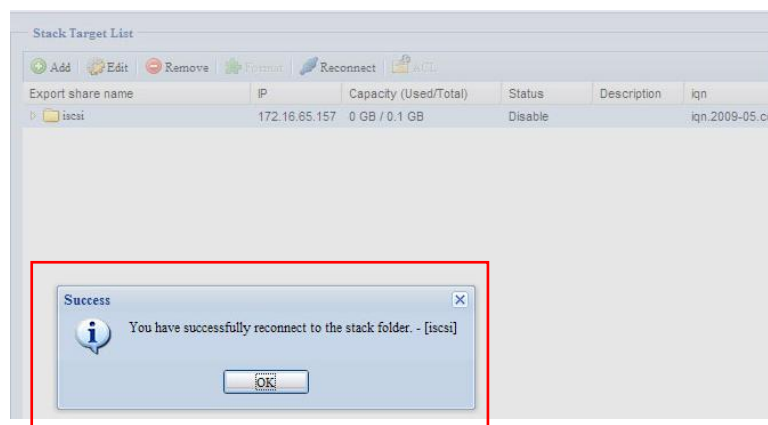 Stack Target List
Add Edit Remove Format Reconnect ACL
Export share name IP Capacity (Used/Total) Status Description iqn
iscsi 172.16.65.157 0 GB / 0.1 GB Disable iqn.2009-05.c
Success
You have successfully reconnect to the stack folder. - [iscsi]
OK